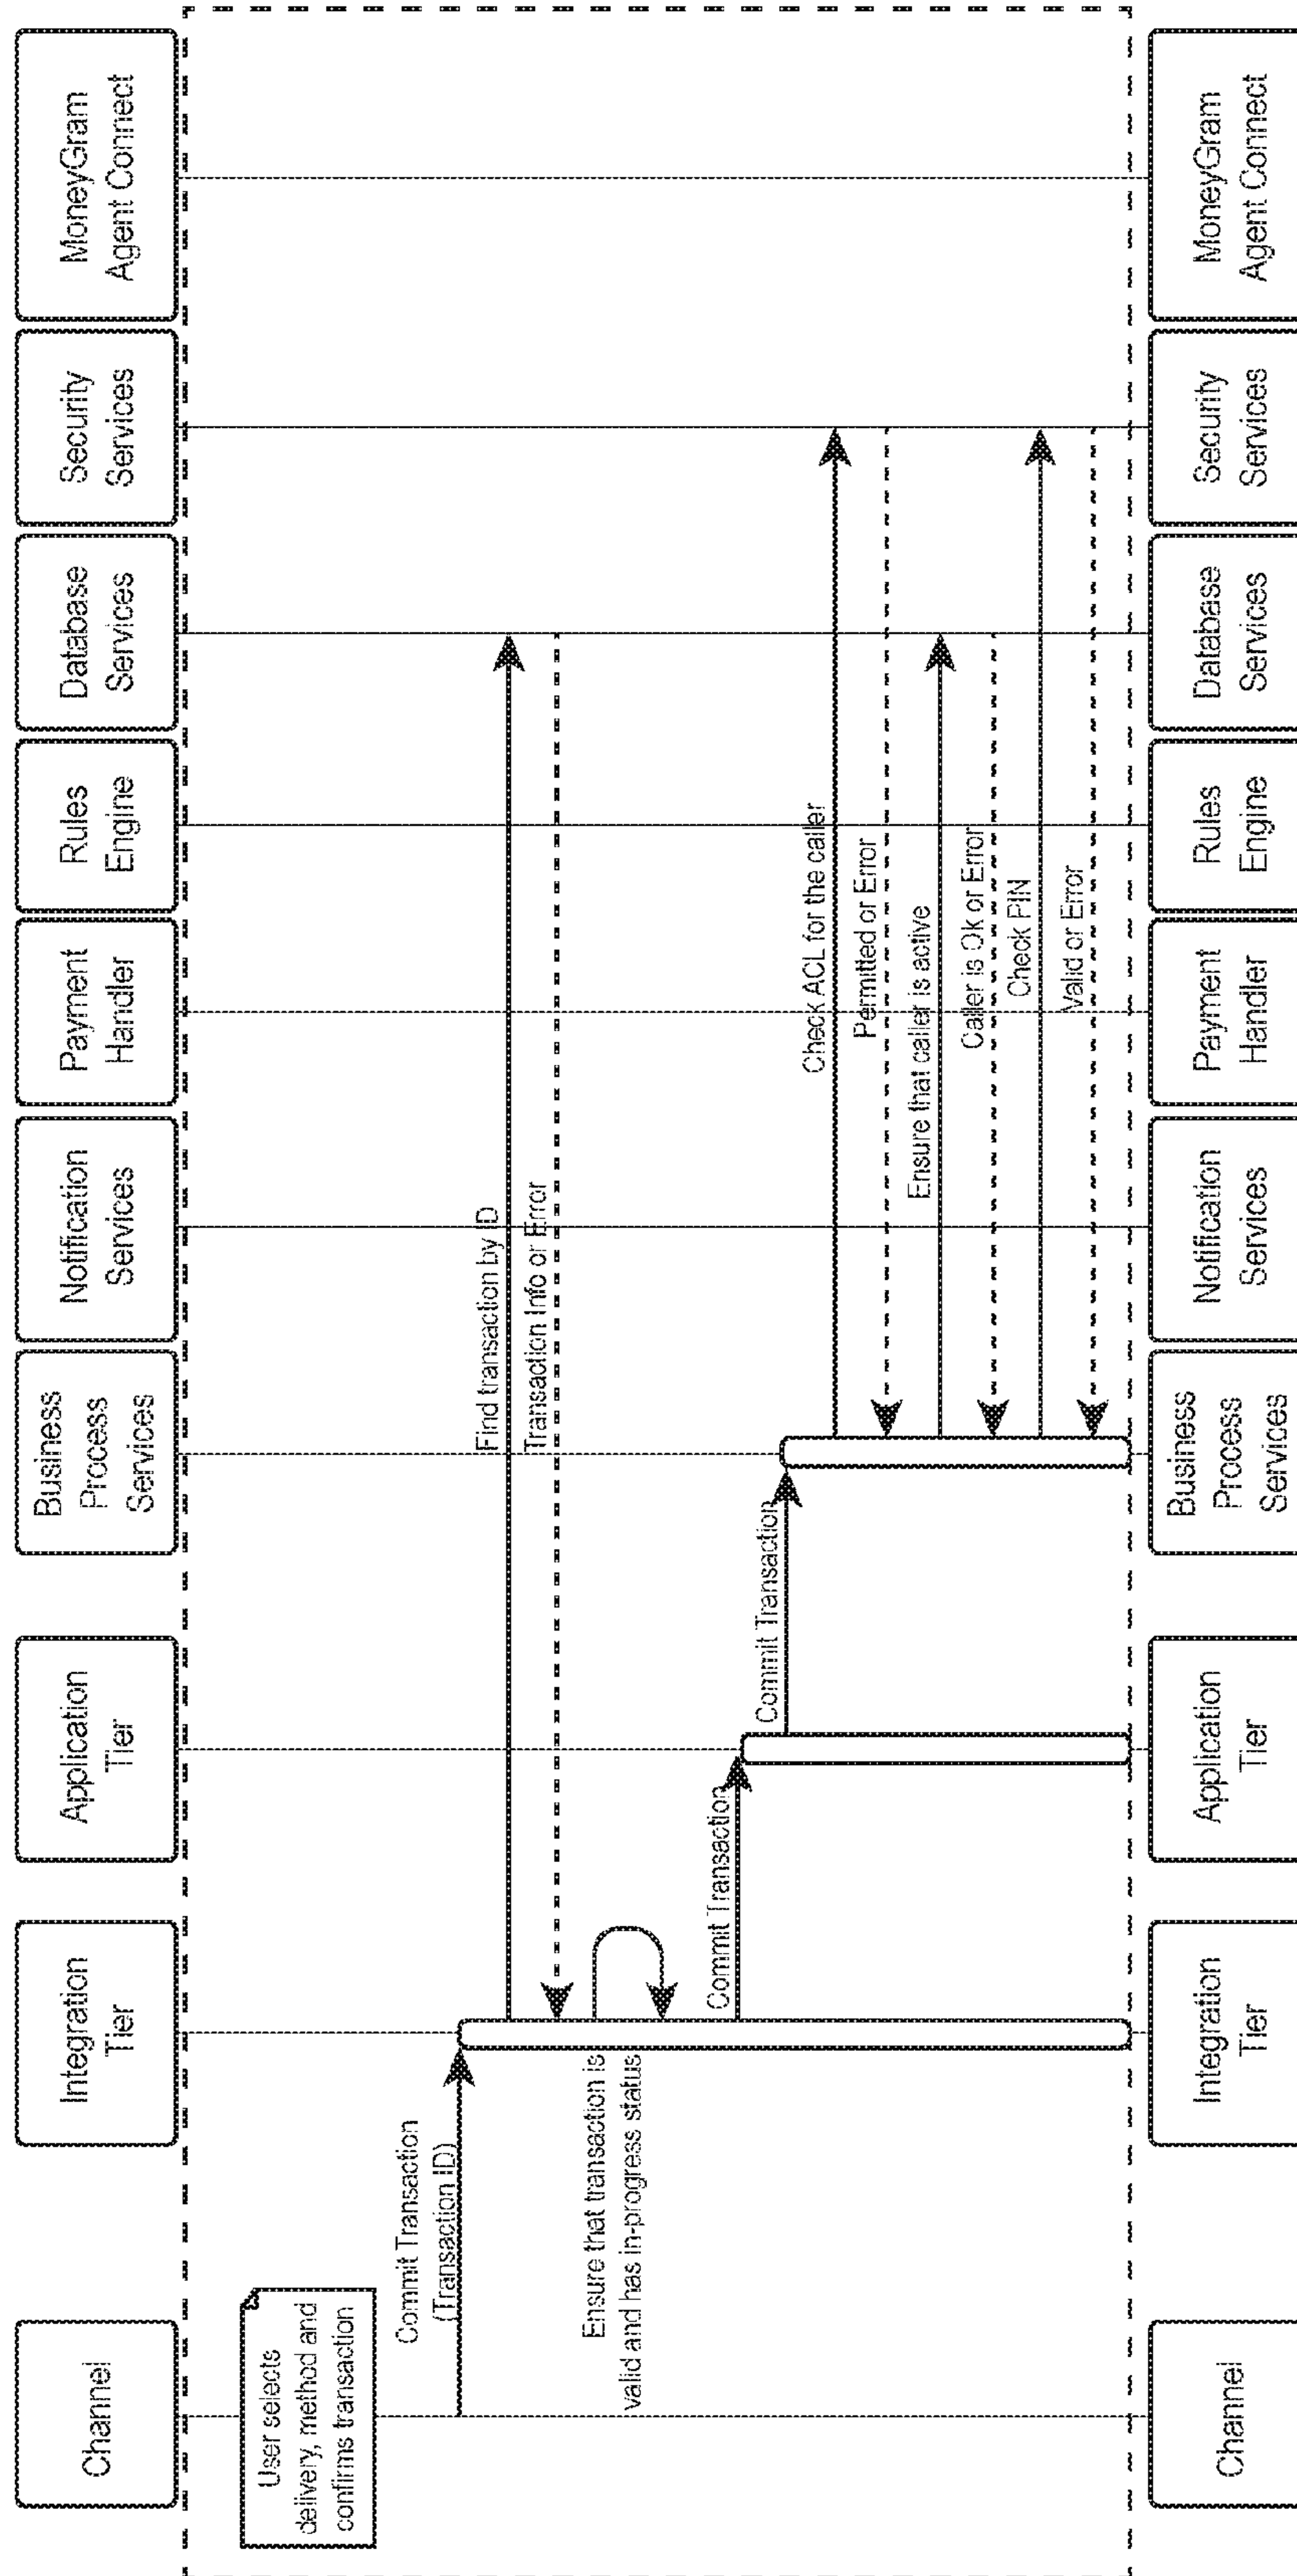 Channel
Integration
Tier
Application
Tier
Business
Process
Services
Notification
Services
Payment
Handler
Rules
Engine
Database
Services
Security
Services
MoneyGram
Agent Connect
User selects
delivery, method and
confirms transaction
Commit Transaction
(Transaction ID)
Find transaction by ID
Transaction Info or Error
Ensure that transaction is
valid and has in-progress status
Commit Transaction
Commit Transaction
Check ACL for the caller
Permitted or Error
Ensure that caller is active
Caller is Ok or Error
Check PIN
Valid or Error
Channel
Integration
Tier
Application
Tier
Business
Process
Services
Notification
Services
Payment
Handler
Rules
Engine
Database
Services
Security
Services
MoneyGram
Agent Connect